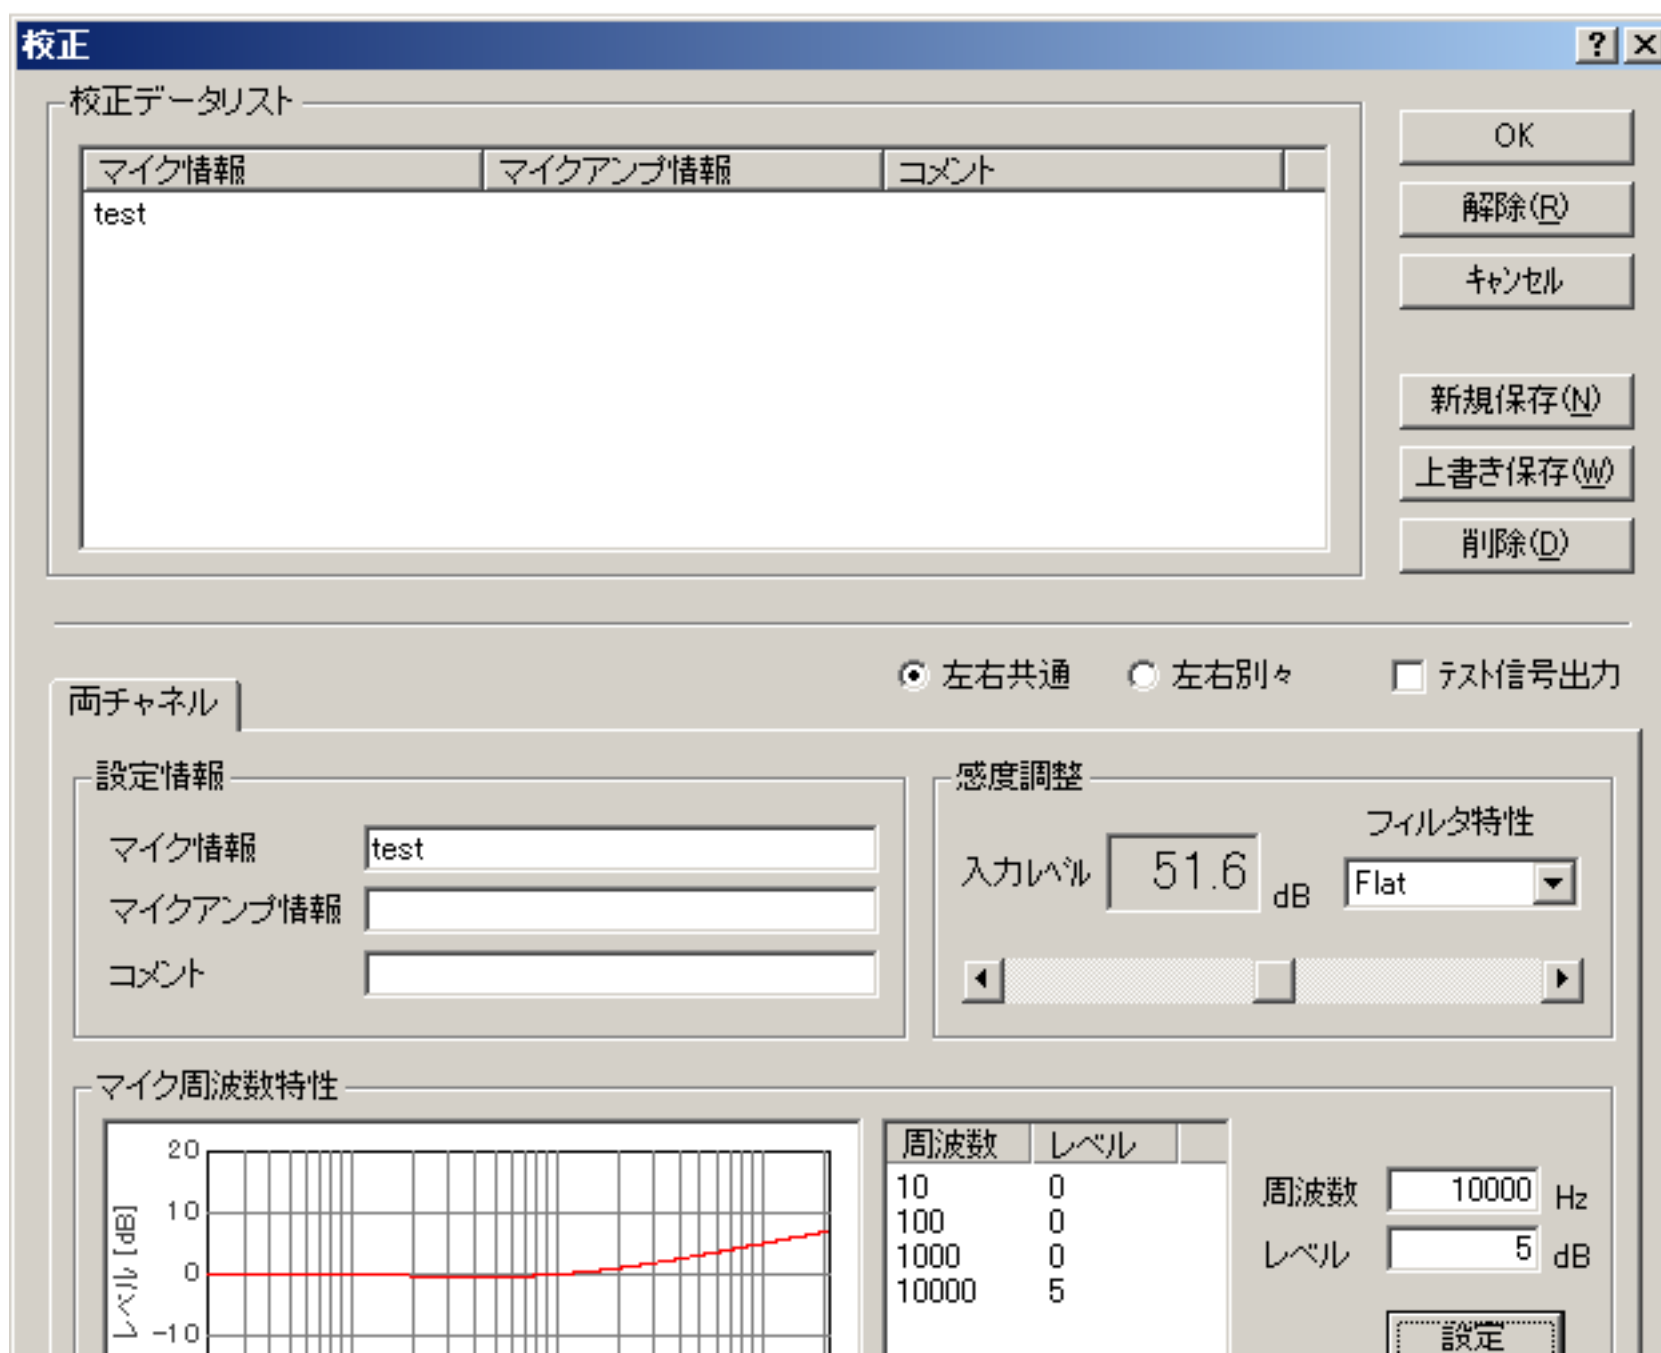 校正
校正データリスト
マイク情報 マイクアンプ情報 コメント
test
OK
解除(R)
キャンセル
新規保存(N)
上書き保存(W)
削除(D)
左右共通 左右別々 テスト信号出力
両チャネル
設定情報
マイク情報 test
マイクアンプ情報
コメント
感度調整
フィルタ特性
入力レベル 51.6 dB Flat
マイク周波数特性
20
10
0
-10
レベル [dB]
周波数 レベル
10 0
100 0
1000 0
10000 5
周波数 10000 Hz
レベル 5 dB
設定